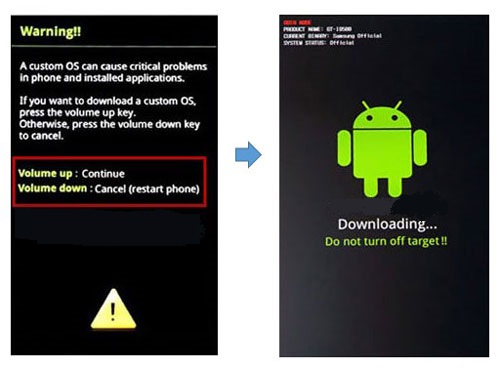 Warning!!
A custom OS can cause critical problems
in phone and installed applications.
If you want to download a custom OS,
press the volume up key.
Otherwise, press the volume down key
to cancel.
Volume up : Continue
Volume down : Cancel (restart phone)
ODIN MODE
PRODUCT NAME: GT-I9500
CURRENT BINARY: Samsung Official
SYSTEM STATUS: Official
Downloading...
Do not turn off target !!